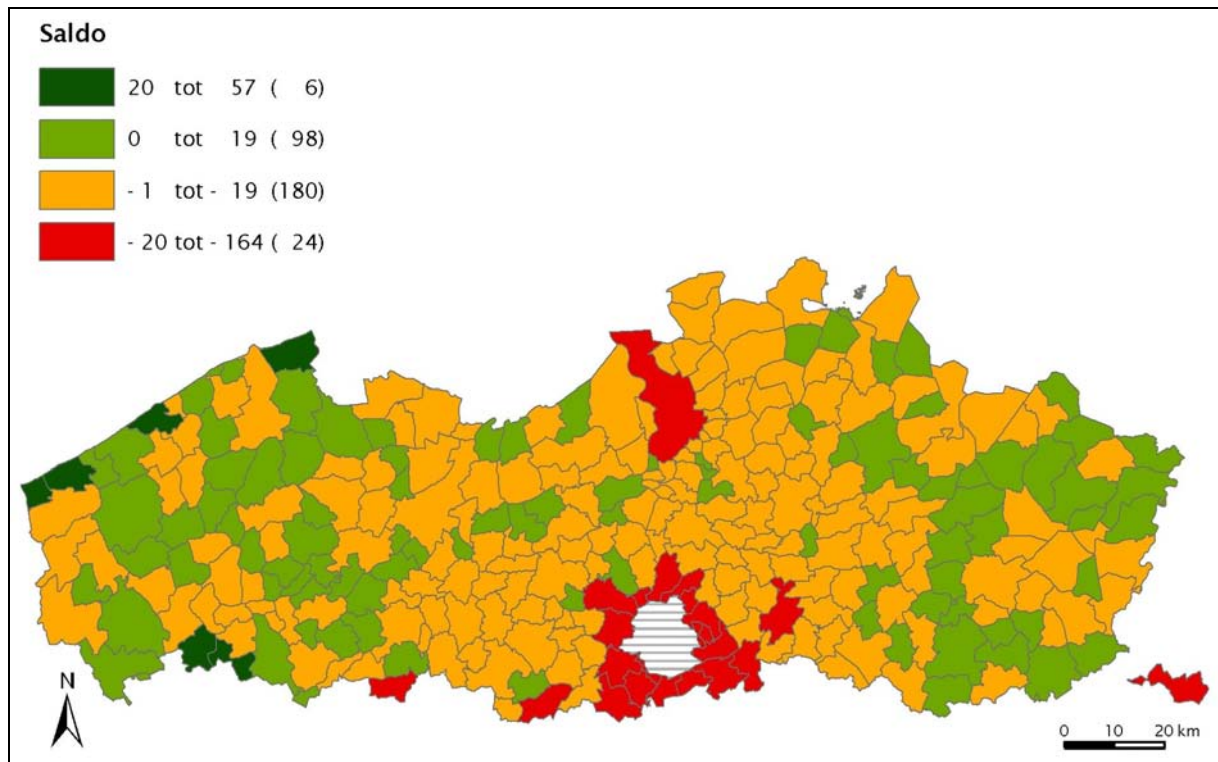 Saldo
20 tot 57 ( 6)
0 tot 19 ( 98)
- 1 tot - 19 (180)
- 20 tot - 164 ( 24)
N
0 10 20 km